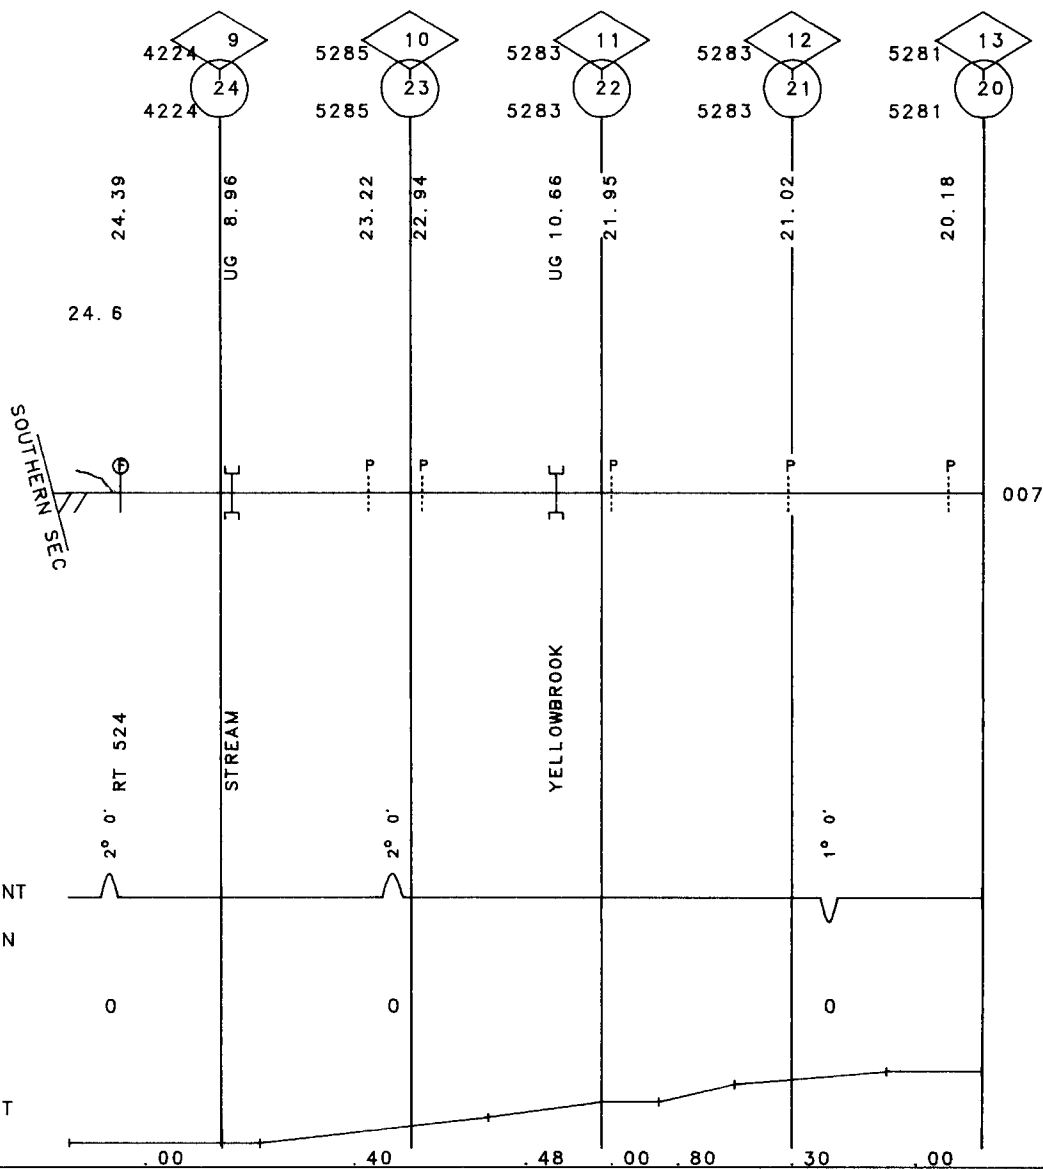 9 10 11 12 13
4224 5285 5283 5283 5281
24 23 22 21 20
4224 5285 5283 5283 5281
24.39
UG 8.96
23.22
22.94
UG 10.66
21.95
21.02
20.18
24.6
SOUTHERN SEC
F P P P P P
007
RT 524
STREAM
YELLOWBROOK
2° 0' 2° 0' 1° 0'
NT
N
0 0 0
T
.00 .40 .48 .00 .80 .30 .00